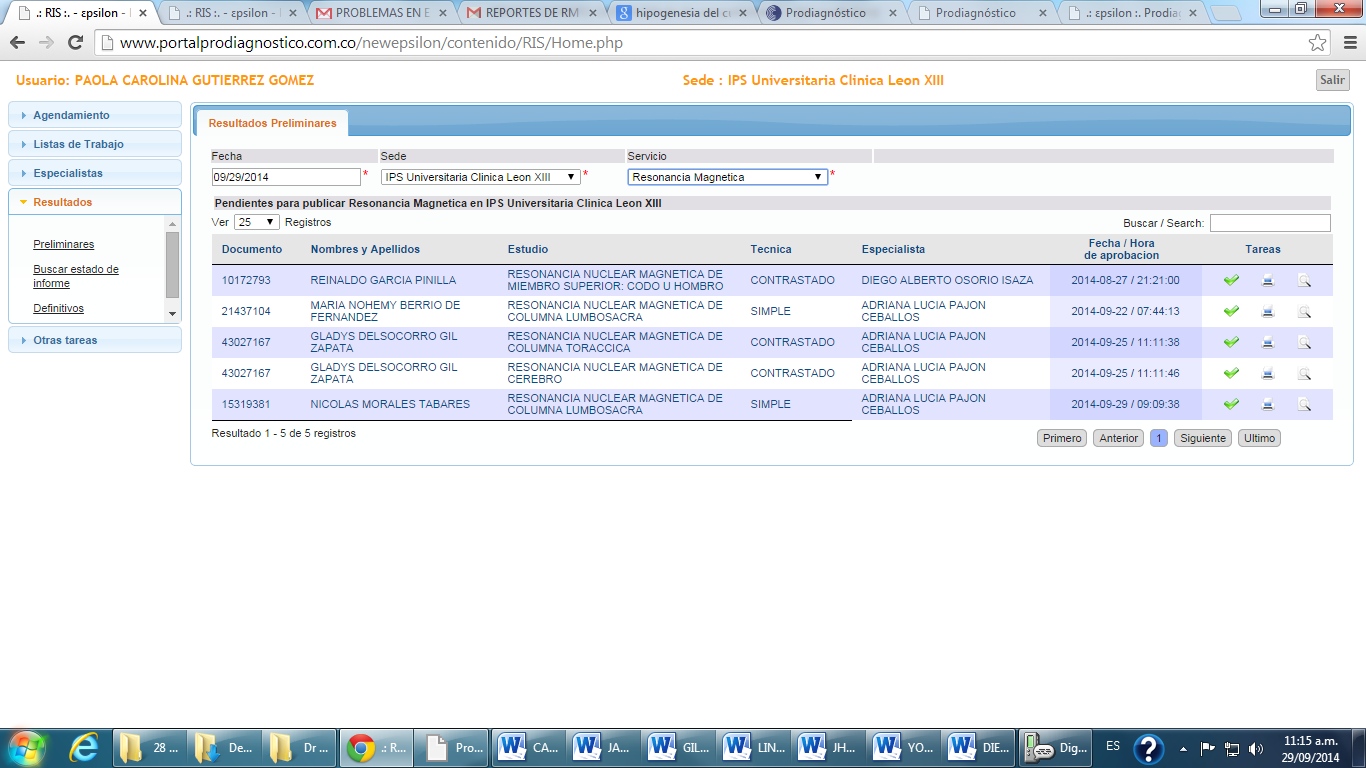 .: RIS :. - εpsilon -
.: RIS :. - εpsilon -
PROBLEMAS EN E
REPORTES DE RM
hipogenesia del cu
Prodiagnóstico
Prodiagnóstico
.: εpsilon :. Prodia
www.portalprodiagnostico.com.co/newepsilon/contenido/RIS/Home.php
Usuario: PAOLA CAROLINA GUTIERREZ GOMEZ
Sede : IPS Universitaria Clinica Leon XIII
Salir
Agendamiento
Listas de Trabajo
Especialistas
Resultados
Preliminares
Buscar estado de
informe
Definitivos
Otras tareas
Resultados Preliminares
Fecha Sede Servicio
09/29/2014 * IPS Universitaria Clinica Leon XIII * Resonancia Magnetica *
Pendientes para publicar Resonancia Magnetica en IPS Universitaria Clinica Leon XIII
Ver 25 Registros
Buscar / Search:
Documento Nombres y Apellidos Estudio Tecnica Especialista Fecha / Hora
de aprobacion Tareas
10172793 REINALDO GARCIA PINILLA RESONANCIA NUCLEAR MAGNETICA DE
MIEMBRO SUPERIOR: CODO U HOMBRO CONTRASTADO DIEGO ALBERTO OSORIO ISAZA 2014-08-27 / 21:21:00
21437104 MARIA NOHEMY BERRIO DE
FERNANDEZ RESONANCIA NUCLEAR MAGNETICA DE
COLUMNA LUMBOSACRA SIMPLE ADRIANA LUCIA PAJON
CEBALLOS 2014-09-22 / 07:44:13
43027167 GLADYS DELSOCORRO GIL
ZAPATA RESONANCIA NUCLEAR MAGNETICA DE
COLUMNA TORACCICA CONTRASTADO ADRIANA LUCIA PAJON
CEBALLOS 2014-09-25 / 11:11:38
43027167 GLADYS DELSOCORRO GIL
ZAPATA RESONANCIA NUCLEAR MAGNETICA DE
CEREBRO CONTRASTADO ADRIANA LUCIA PAJON
CEBALLOS 2014-09-25 / 11:11:46
15319381 NICOLAS MORALES TABARES RESONANCIA NUCLEAR MAGNETICA DE
COLUMNA LUMBOSACRA SIMPLE ADRIANA LUCIA PAJON
CEBALLOS 2014-09-29 / 09:09:38
Resultado 1 - 5 de 5 registros
Primero Anterior 1 Siguiente Ultimo
28 ... De... Dr ... .: R... Pro... CA... JA... GIL... LIN... JH... YO... DIE... Dig... ES
11:15 a.m.
29/09/2014